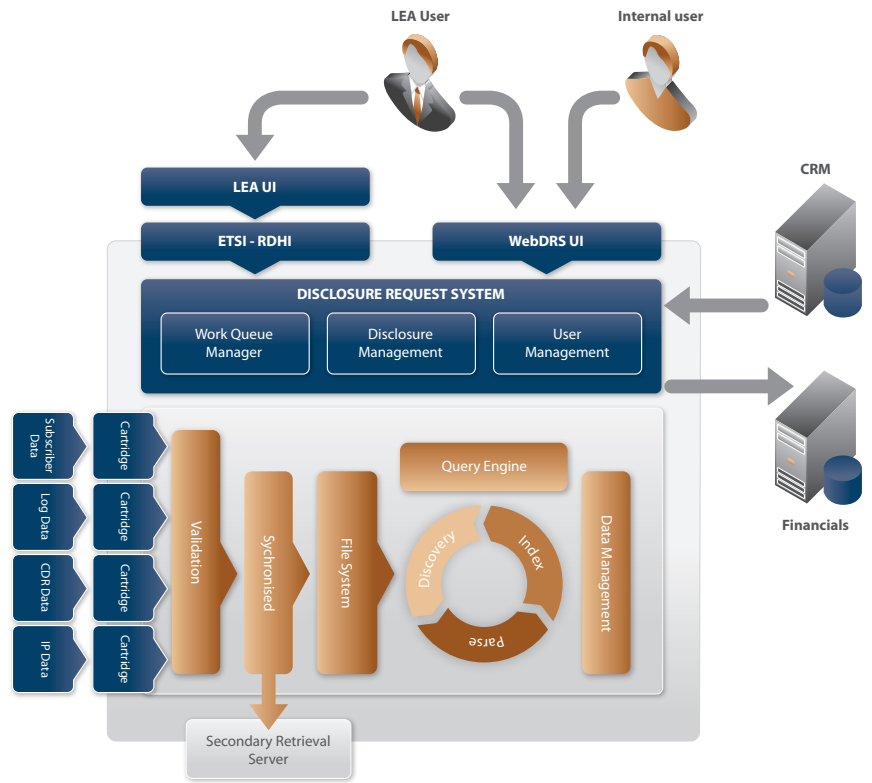 LEA User
Internal user
CRM
LEA UI
ETSI - RDHI
WebDRS UI
DISCLOSURE REQUEST SYSTEM
Work Queue
Manager
Disclosure
Management
User
Management
Financials
Subscriber
Data
Cartridge
Log Data
Cartridge
CDR Data
Cartridge
IP Data
Cartridge
Validation
Sychronised
File System
Query Engine
Discovery
Index
Parse
Data Management
Secondary Retrieval
Server